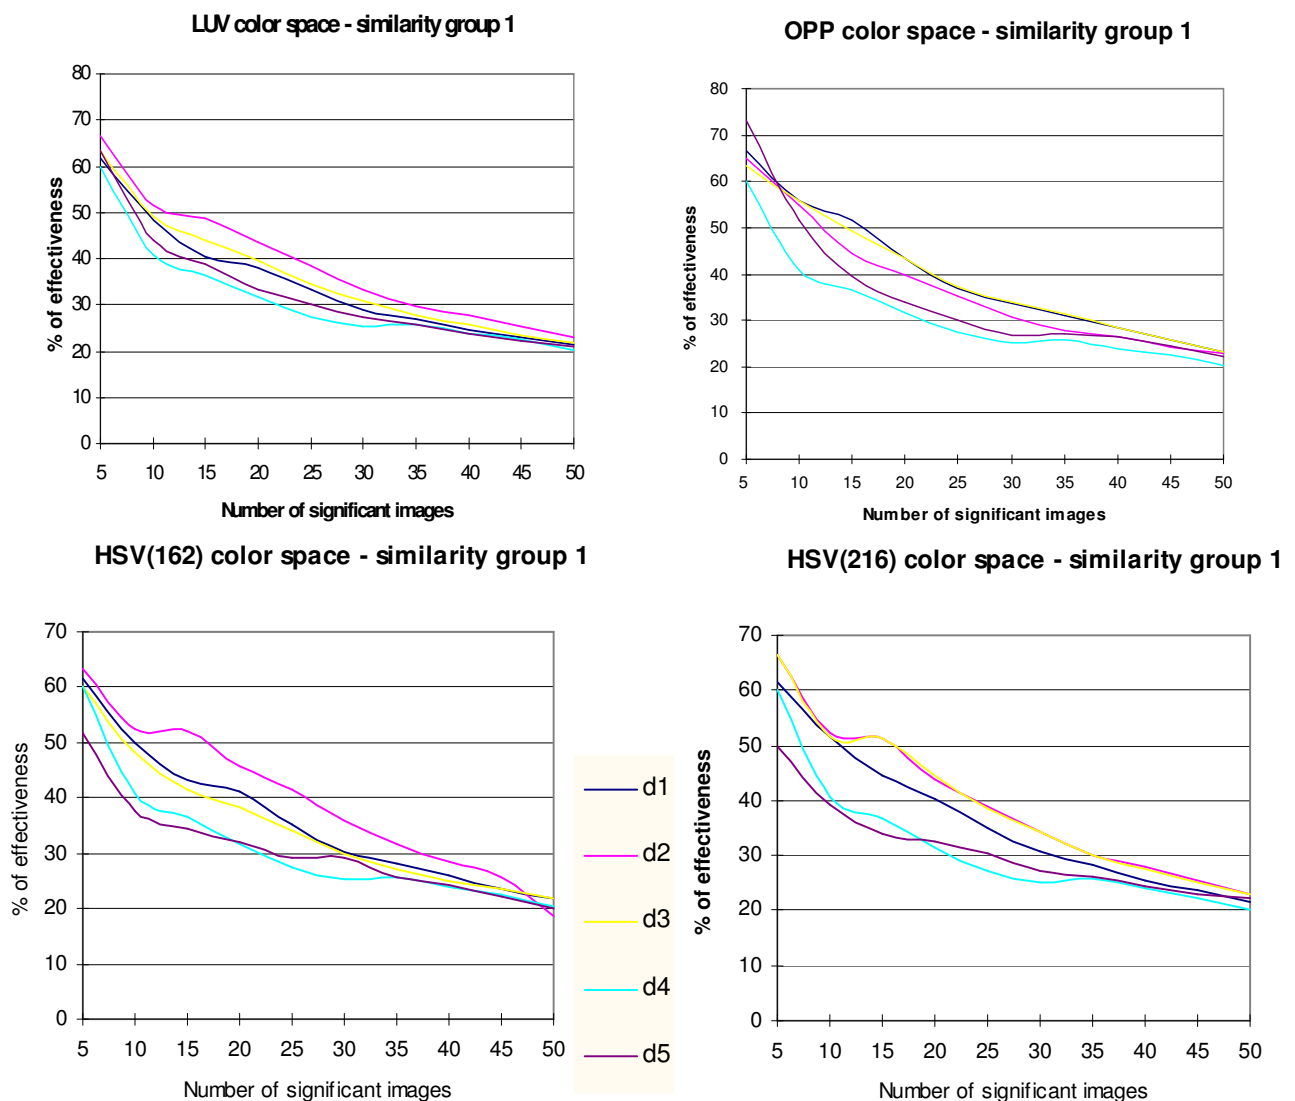 LUV color space - similarity group 1
80
70
60
50
40
30
20
10
0
% of effectiveness
5 10 15 20 25 30 35 40 45 50
Number of significant images
OPP color space - similarity group 1
80
70
60
50
40
30
20
10
0
% of effectiveness
5 10 15 20 25 30 35 40 45 50
Number of significant images
HSV(162) color space - similarity group 1
70
60
50
40
30
20
10
0
% of effectiveness
5 10 15 20 25 30 35 40 45 50
Number of significant images
d1
d2
d3
d4
d5
HSV(216) color space - similarity group 1
70
60
50
40
30
20
10
0
% of effectiveness
5 10 15 20 25 30 35 40 45 50
Number of significant images